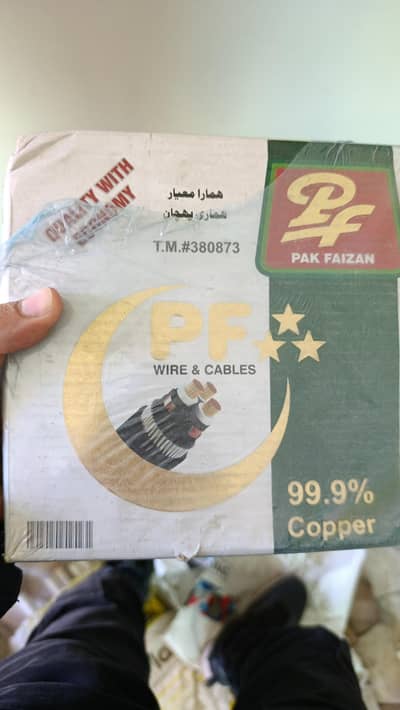 QUALITY WITH
ECONOMY
ہمارا معیار
ہماری پہچان
T.M.#380873
Pf
PAK FAIZAN
PF
WIRE & CABLES
99.9%
Copper